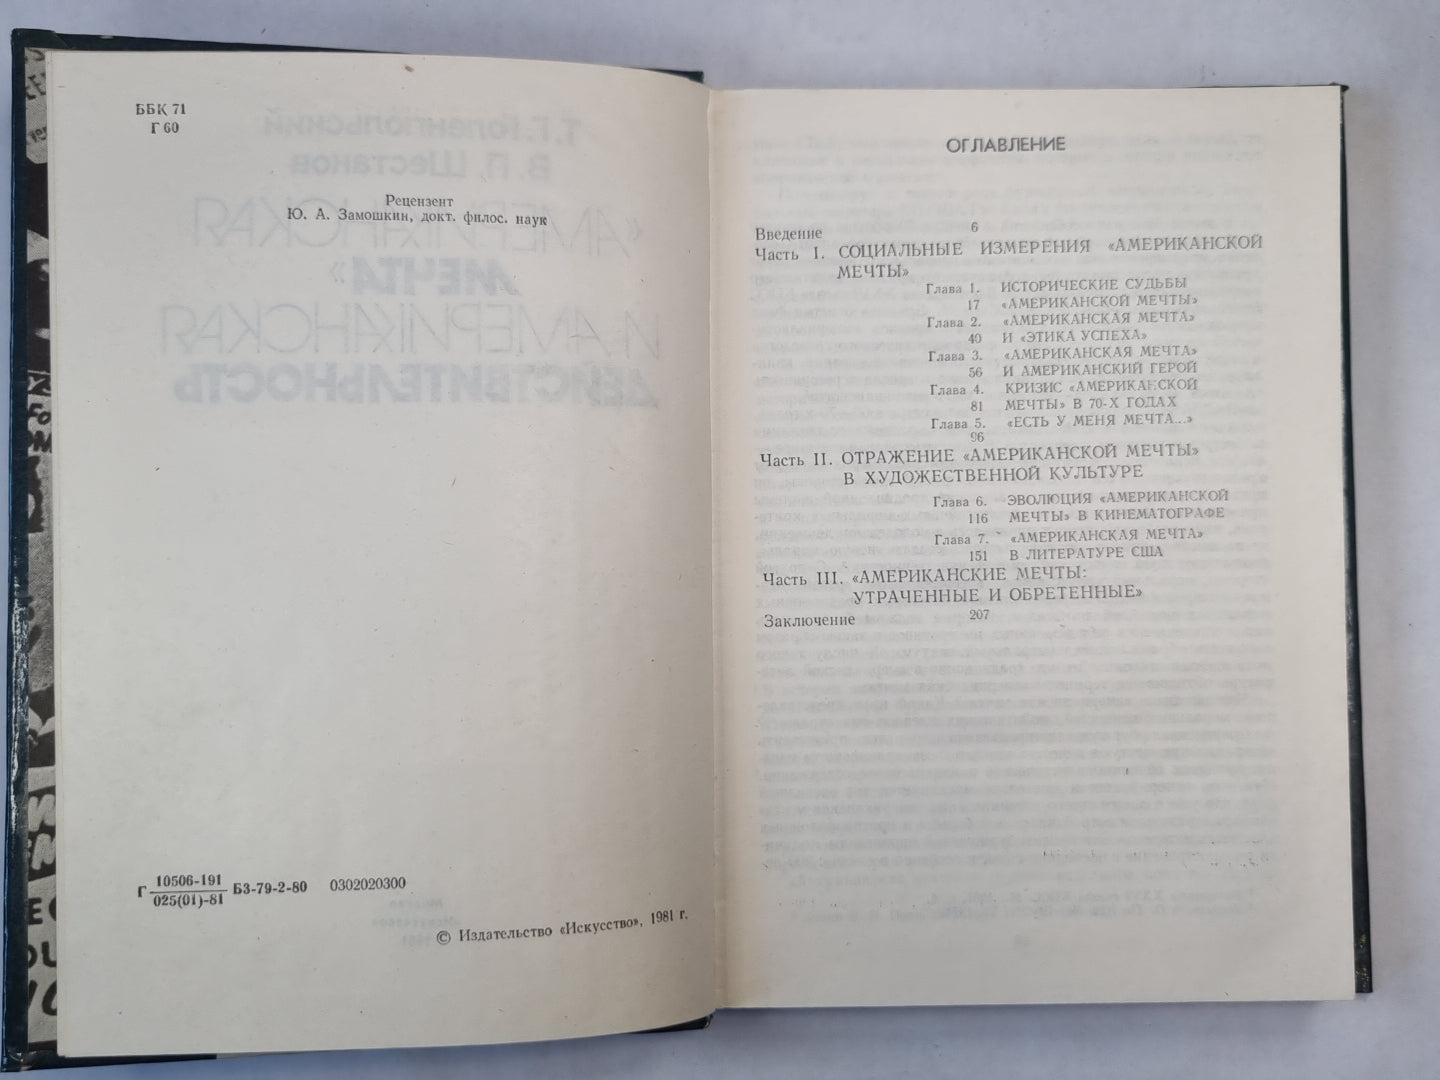 ББК 71
Г 60
Рецензент
Ю. А. Замошкин, докт. филос. наук
Г 10506-191 БЗ-79-2-80 0302020300
025(01)-81
© Издательство «Искусство», 1981 г.
ОГЛАВЛЕНИЕ
Введение 6
Часть I. СОЦИАЛЬНЫЕ ИЗМЕРЕНИЯ «АМЕРИКАНСКОЙ
МЕЧТЫ»
Глава 1. ИСТОРИЧЕСКИЕ СУДЬБЫ
17 «АМЕРИКАНСКОЙ МЕЧТЫ»
Глава 2. «АМЕРИКАНСКАЯ МЕЧТА»
40 И «ЭТИКА УСПЕХА»
Глава 3. «АМЕРИКАНСКАЯ МЕЧТА»
56 И АМЕРИКАНСКИЙ ГЕРОЙ
Глава 4. КРИЗИС «АМЕРИКАНСКОЙ
81 МЕЧТЫ» В 70-Х ГОДАХ
Глава 5. «ЕСТЬ У МЕНЯ МЕЧТА...»
96
Часть II. ОТРАЖЕНИЕ «АМЕРИКАНСКОЙ МЕЧТЫ»
В ХУДОЖЕСТВЕННОЙ КУЛЬТУРЕ
Глава 6. ЭВОЛЮЦИЯ «АМЕРИКАНСКОЙ
116 МЕЧТЫ» В КИНЕМАТОГРАФЕ
Глава 7. «АМЕРИКАНСКАЯ МЕЧТА»
151 В ЛИТЕРАТУРЕ США
Часть III. «АМЕРИКАНСКИЕ МЕЧТЫ:
УТРАЧЕННЫЕ И ОБРЕТЕННЫЕ»
Заключение 207